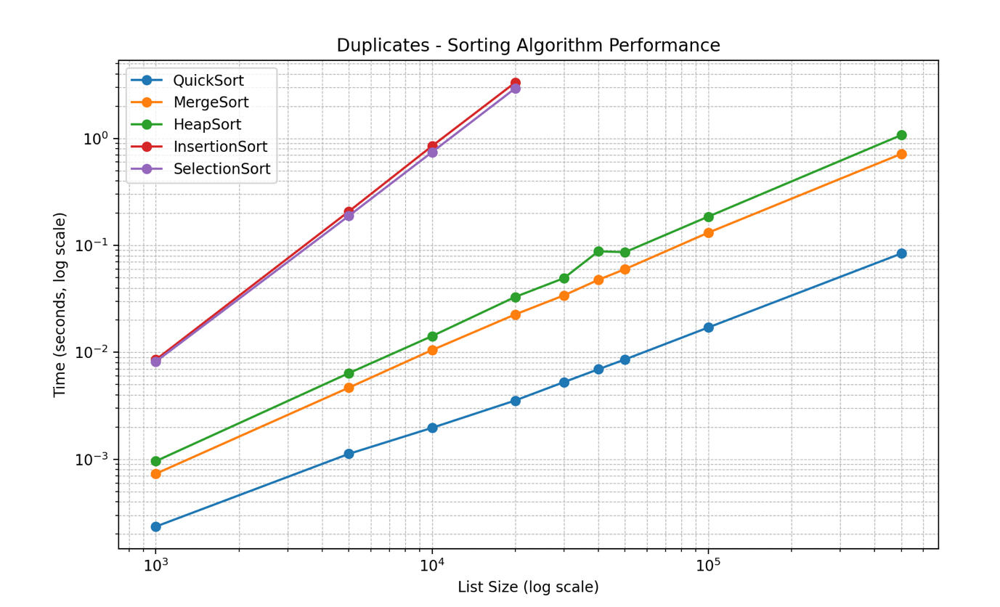 Duplicates - Sorting Algorithm Performance
QuickSort
MergeSort
HeapSort
InsertionSort
SelectionSort
Time (seconds, log scale)
10⁰
10⁻¹
10⁻²
10⁻³
10³ 10⁴ 10⁵
List Size (log scale)